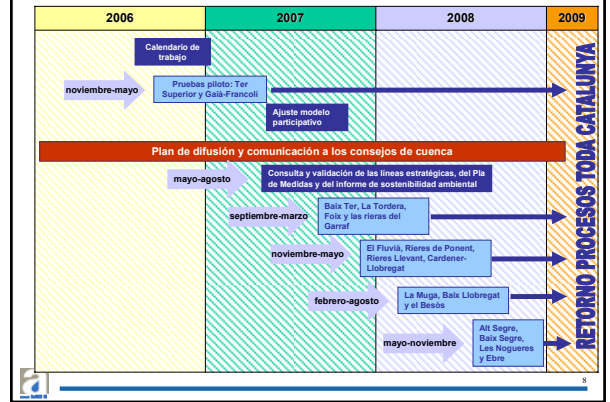 2006 2007 2008 2009
Calendario de
trabajo
noviembre-mayo
Pruebas piloto: Ter
Superior y Gaià-Francolí
Ajuste modelo
participativo
Plan de difusión y comunicación a los consejos de cuenca
mayo-agosto
Consulta y validación de las líneas estratégicas, del Pla
de Medidas y del informe de sostenibilidad ambiental
septiembre-marzo
Baix Ter, La Tordera,
Foix y las rieras del
Garraf
noviembre-mayo
El Fluvià, Rieres de Ponent,
Rieres Llevant, Cardener-
Llobregat
febrero-agosto
La Muga, Baix Llobregat
y el Besòs
mayo-noviembre
Alt Segre,
Baix Segre,
Les Nogueres
y Ebre
RETORNO PROCESOS TODA CATALUNYA
8